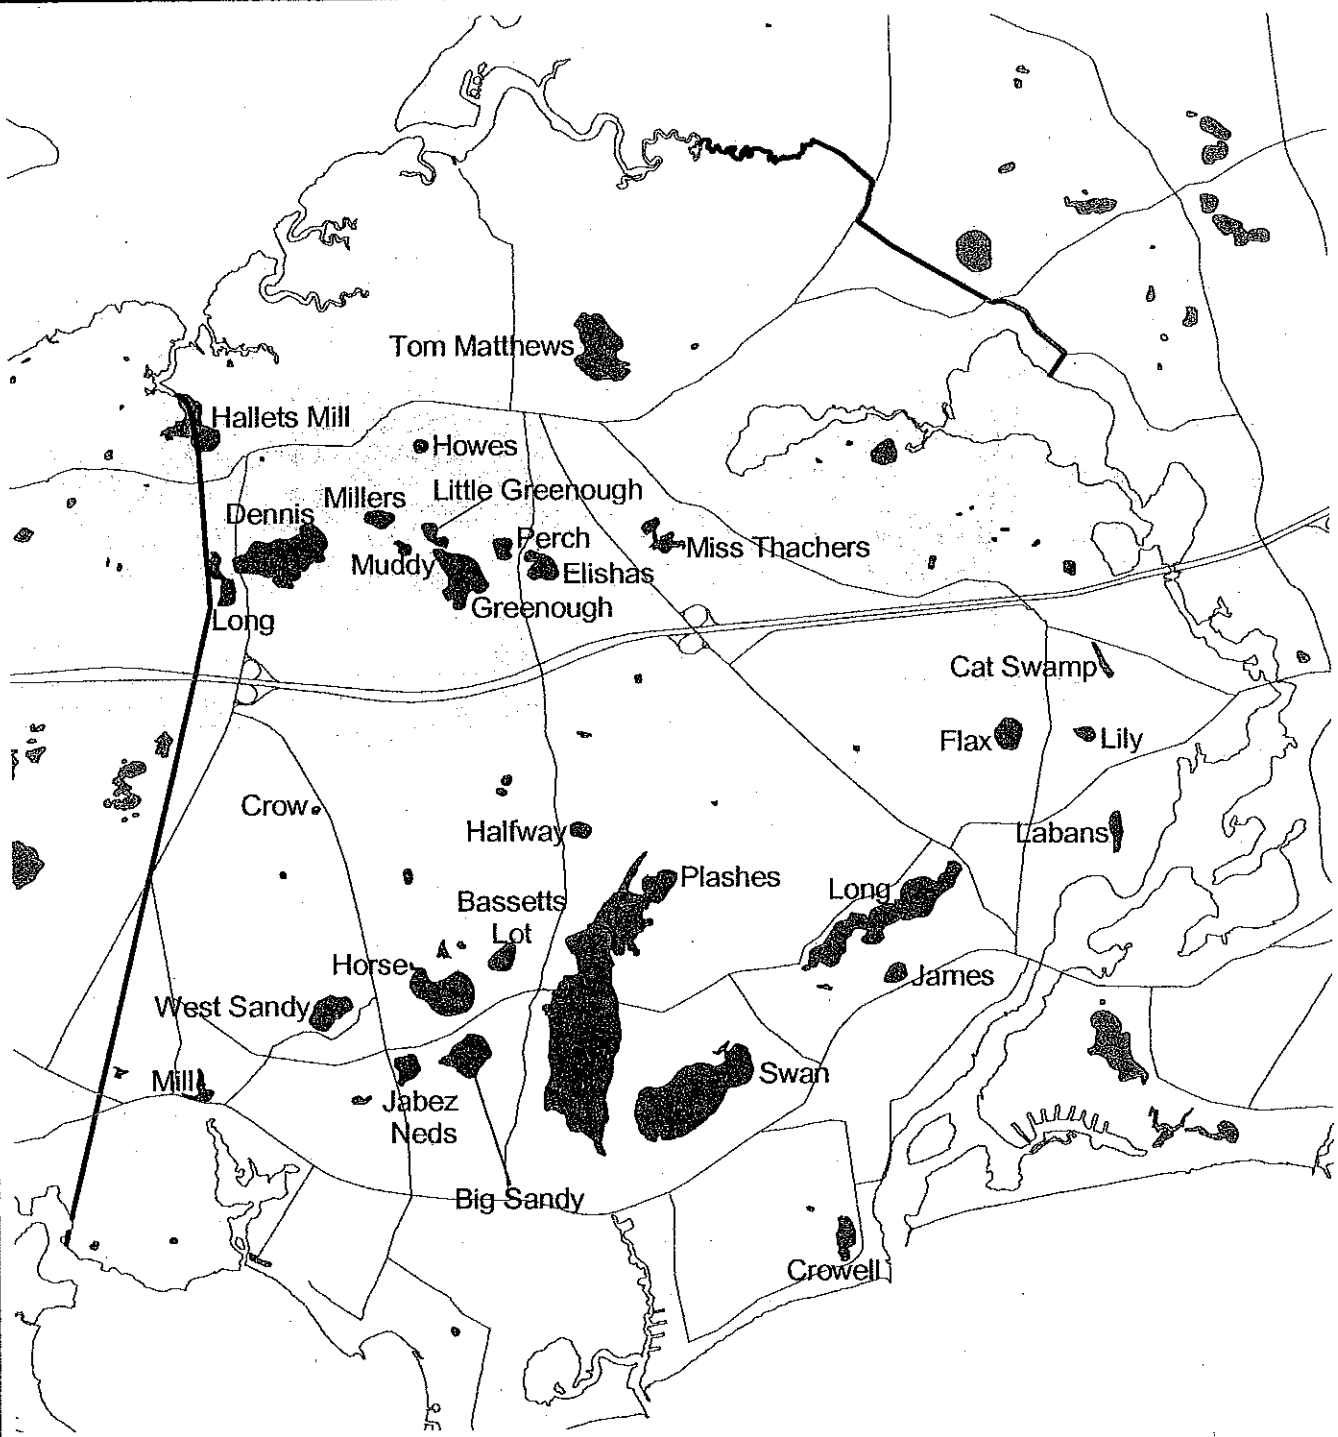 Tom Matthews
Hallets Mill
Howes
Little Greenough
Millers
Dennis
Perch
Miss Thachers
Muddy
Elishas
Greenough
Long
Cat Swamp
Flax
Lily
Crow
Halfway
Labans
Plashes
Long
Bassetts
Lot
Horse
James
West Sandy
Swan
Mill
Jabez
Neds
Big Sandy
Crowell